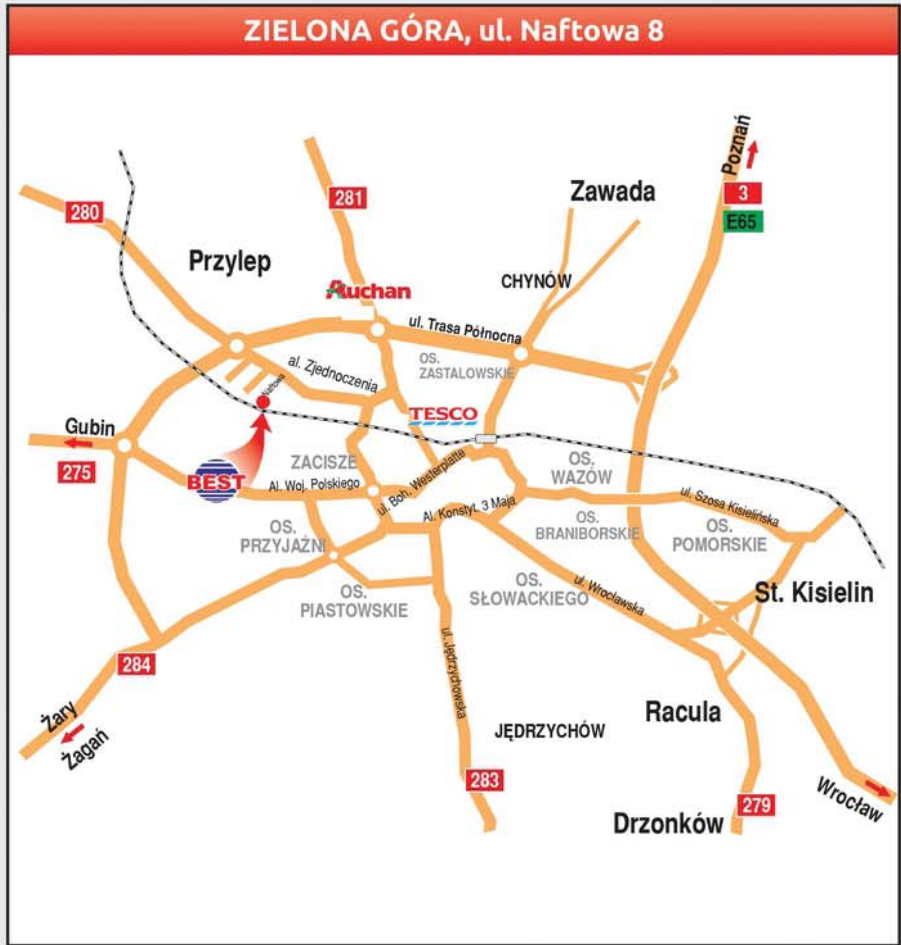 ZIELONA GÓRA, ul. Naftowa 8
Poznań
3
E65
281
280
Zawada
Przylep
CHYNÓW
Auchan
ul. Trasa Północna
OS.
ZASTALOWSKIE
al. Zjednoczenia
Naftowa
TESCO
Gubin
275
ZACISZE
BEST
Al. Woj. Polskiego
ul. Boh. Westerplatte
Al. Konstyt. 3 Maja
OS.
WAZÓW
ul. Szosa Kisielińska
OS.
PRZYJAŹNI
OS.
BRANIBORSKIE
OS.
POMORSKIE
OS.
PIASTOWSKIE
OS.
SŁOWACKIEGO
ul. Wrocławska
St. Kisielin
ul. Jędrzychowska
284
Żary
Żagań
Racula
JĘDRZYCHÓW
283
279
Wrocław
Drzonków